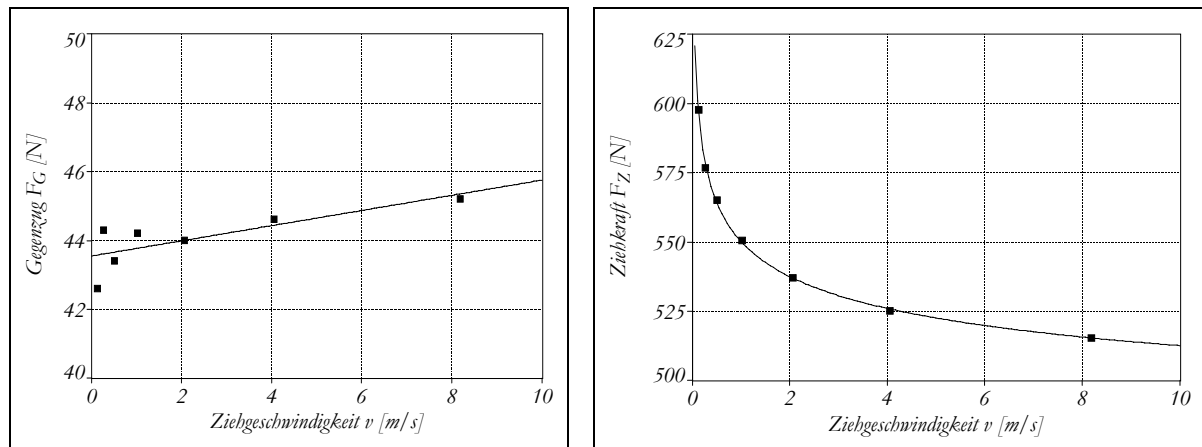 50
48
46
44
42
40
Gegenzug F_G [N]
0 2 4 6 8 10
Ziehgeschwindigkeit v [m/s]
625
600
575
550
525
500
Ziehkraft F_Z [N]
0 2 4 6 8 10
Ziehgeschwindigkeit v [m/s]